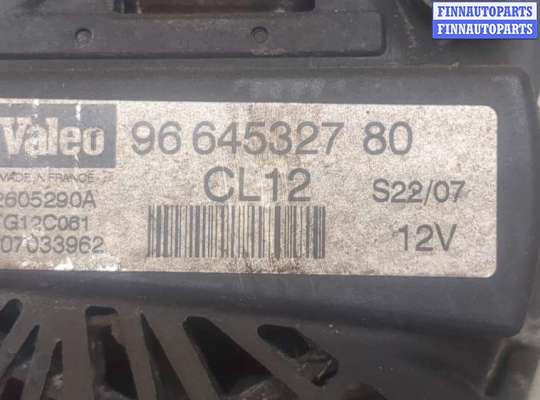 FINNAUTOPARTS
FINNAUTOPARTS
Valeo 96 645327 80
MADE IN FRANCE
CL12 S22/07
2605290A
TG12C061
07033962 12V